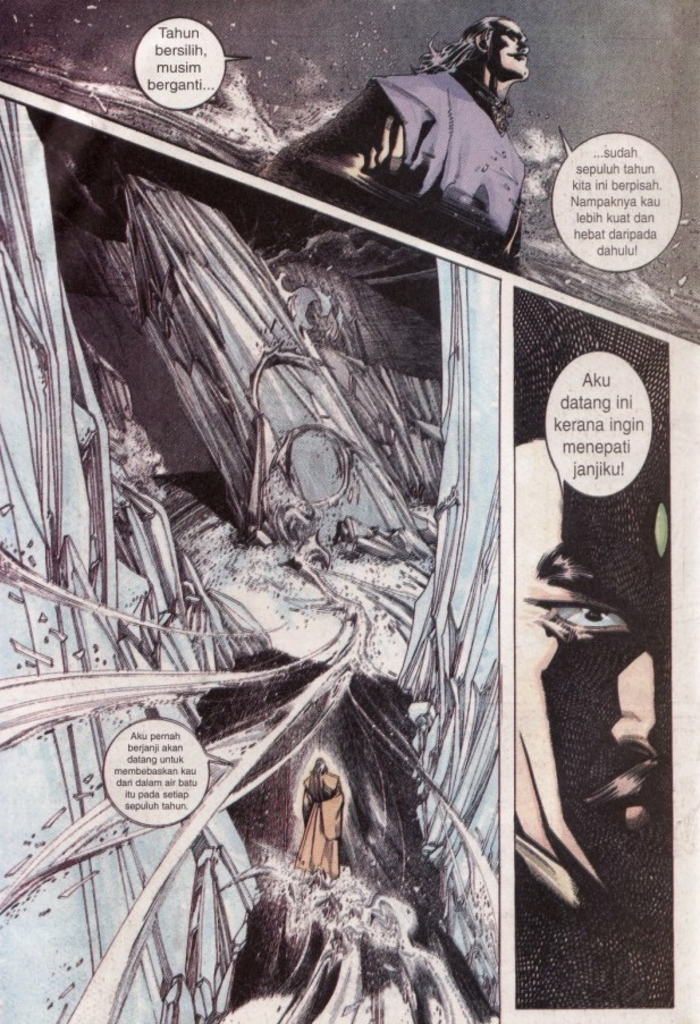 Tahun
bersilih,
musim
berganti...
...sudah
sepuluh tahun
kita ini berpisah.
Nampaknya kau
lebih kuat dan
hebat daripada
dahulu!
Aku
datang ini
kerana ingin
menepati
janjiku!
Aku pernah
berjanji akan
datang untuk
membebaskan kau
dari dalam air batu
itu pada setiap
sepuluh tahun.